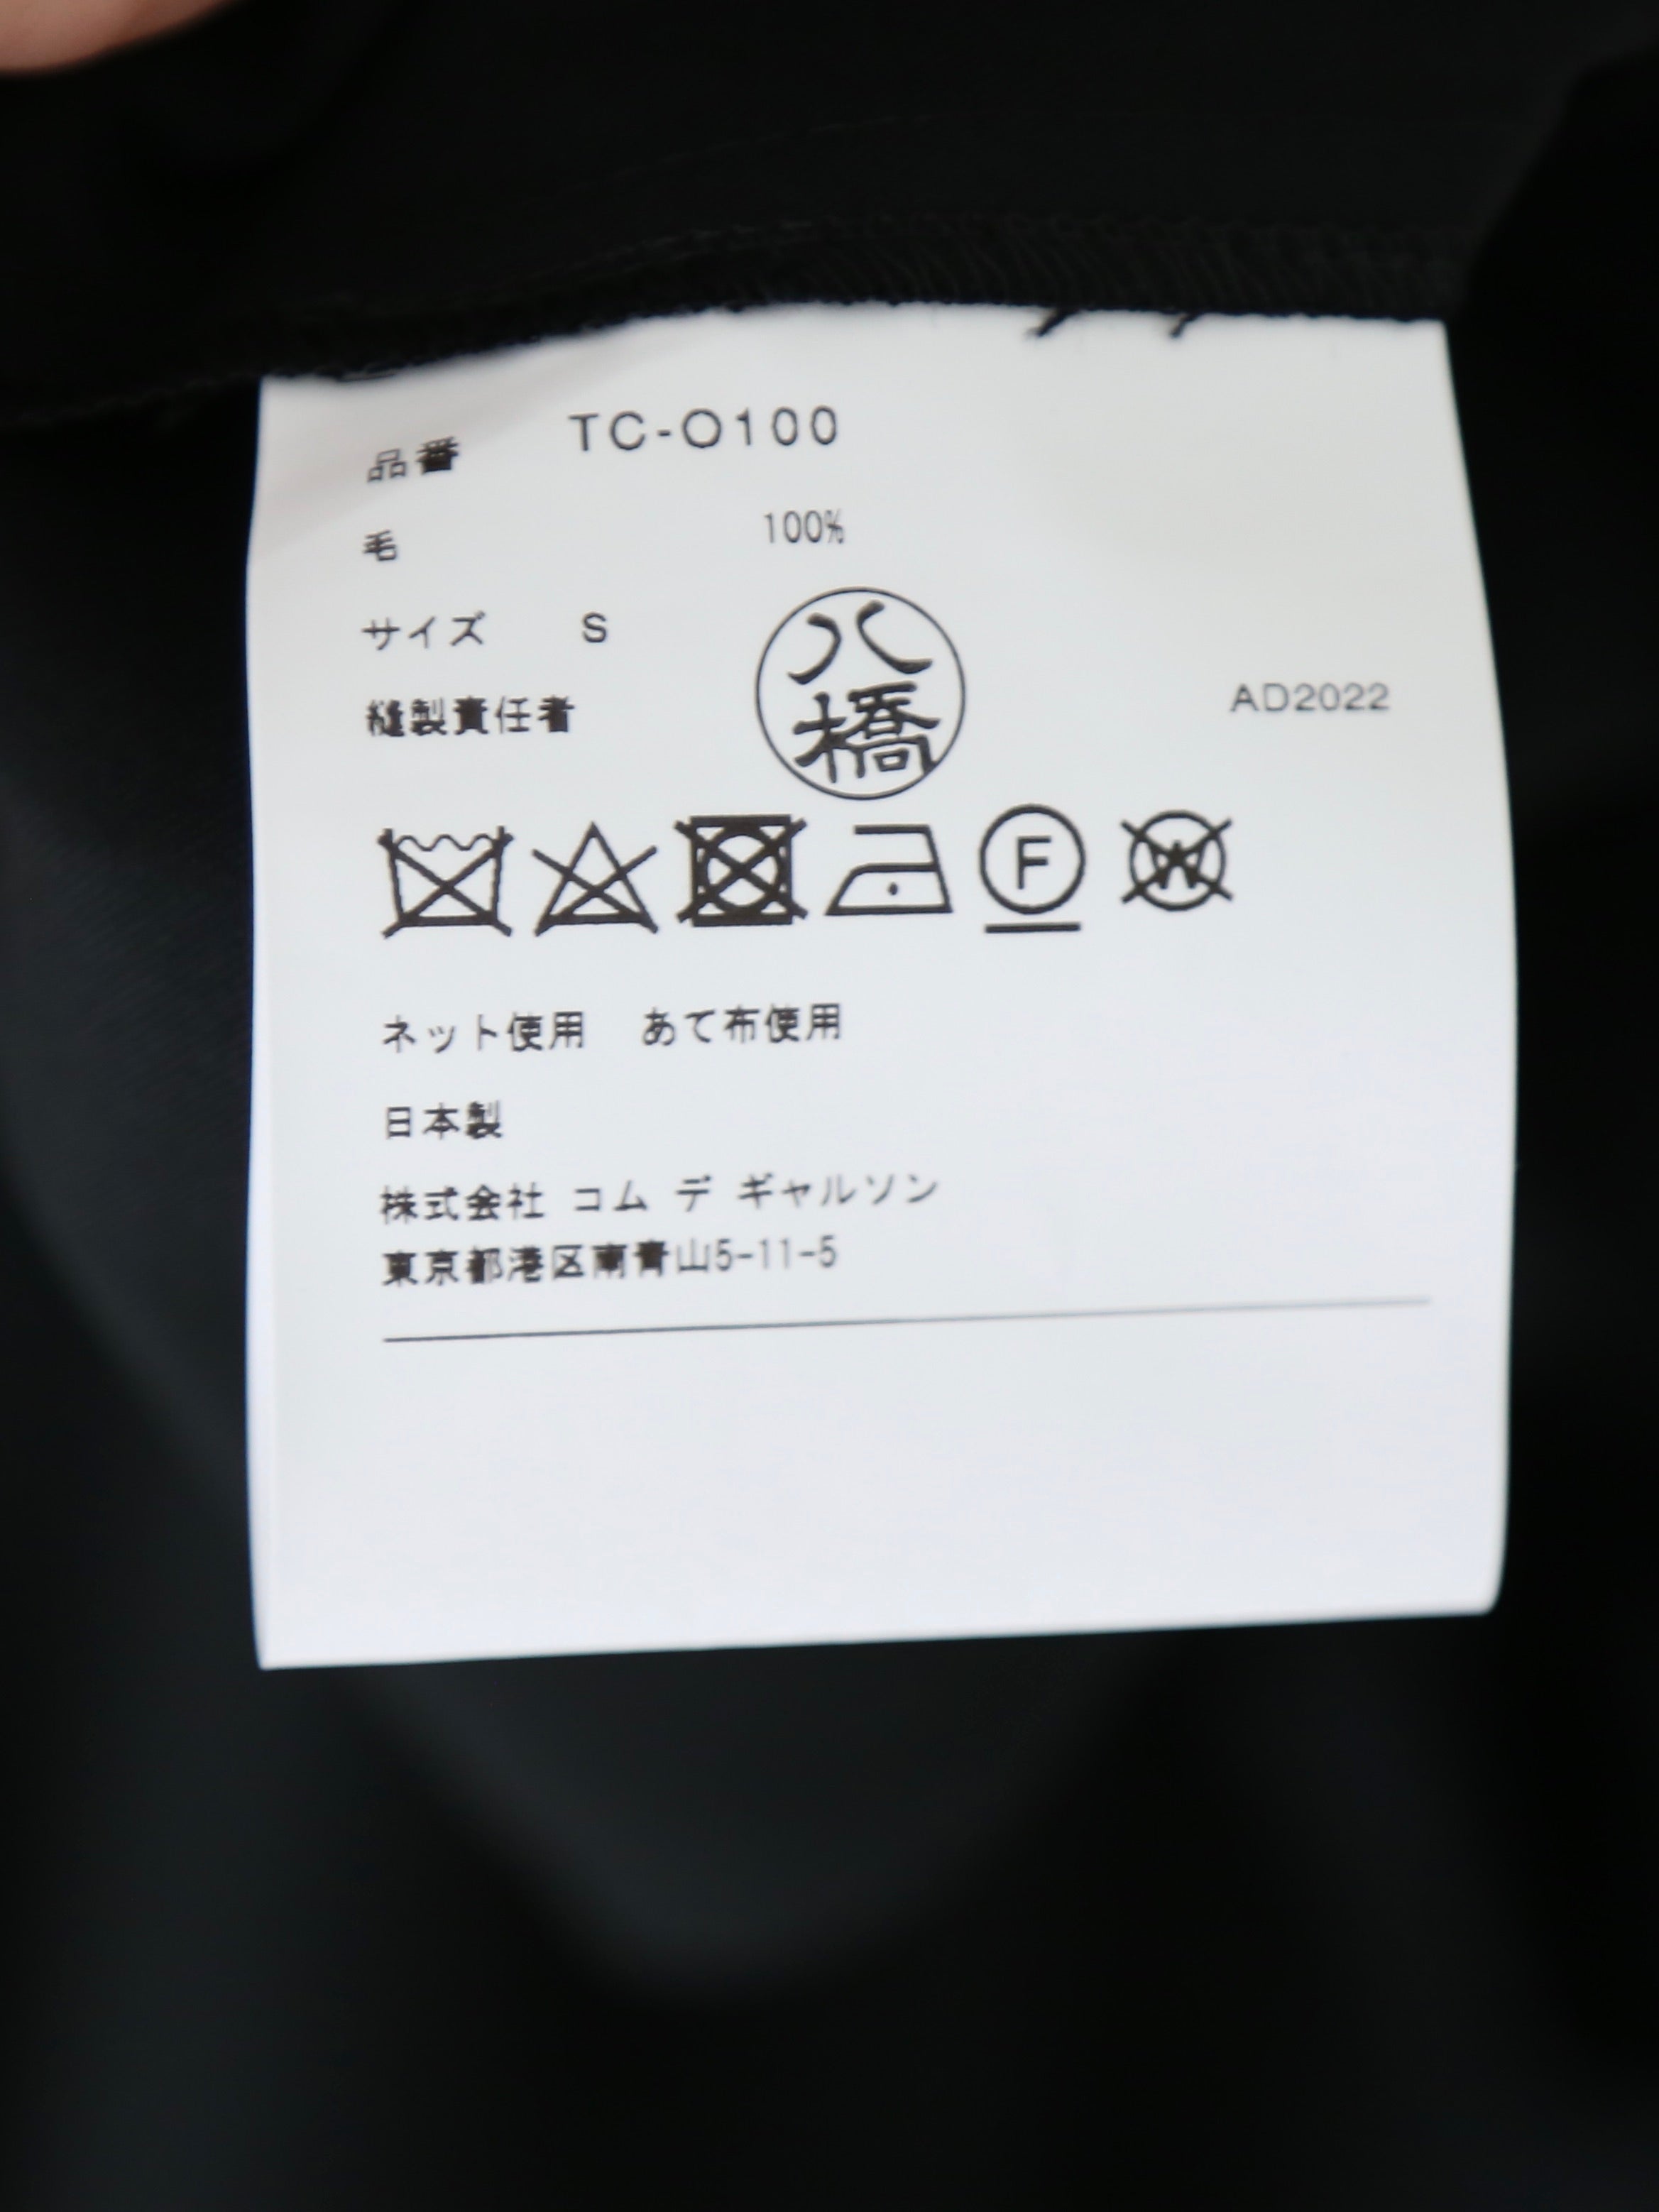 品番 TC-O100
毛 100%
サイズ S
縫製責任者 八橋 AD2022
F W
ネット使用 あて布使用
日本製
株式会社 コム デ ギャルソン
東京都港区南青山5-11-5